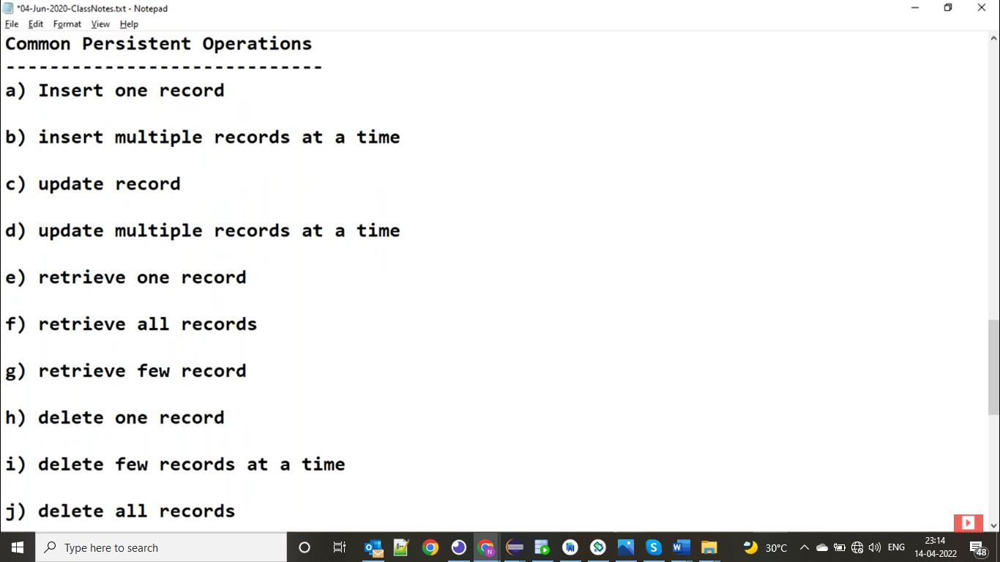 *04-Jun-2020-ClassNotes.txt - Notepad
File Edit Format View Help
Common Persistent Operations
-----------------------------
a) Insert one record
b) insert multiple records at a time
c) update record
d) update multiple records at a time
e) retrieve one record
f) retrieve all records
g) retrieve few record
h) delete one record
i) delete few records at a time
j) delete all records
Type here to search
30°C
ENG
23:14
14-04-2022
48